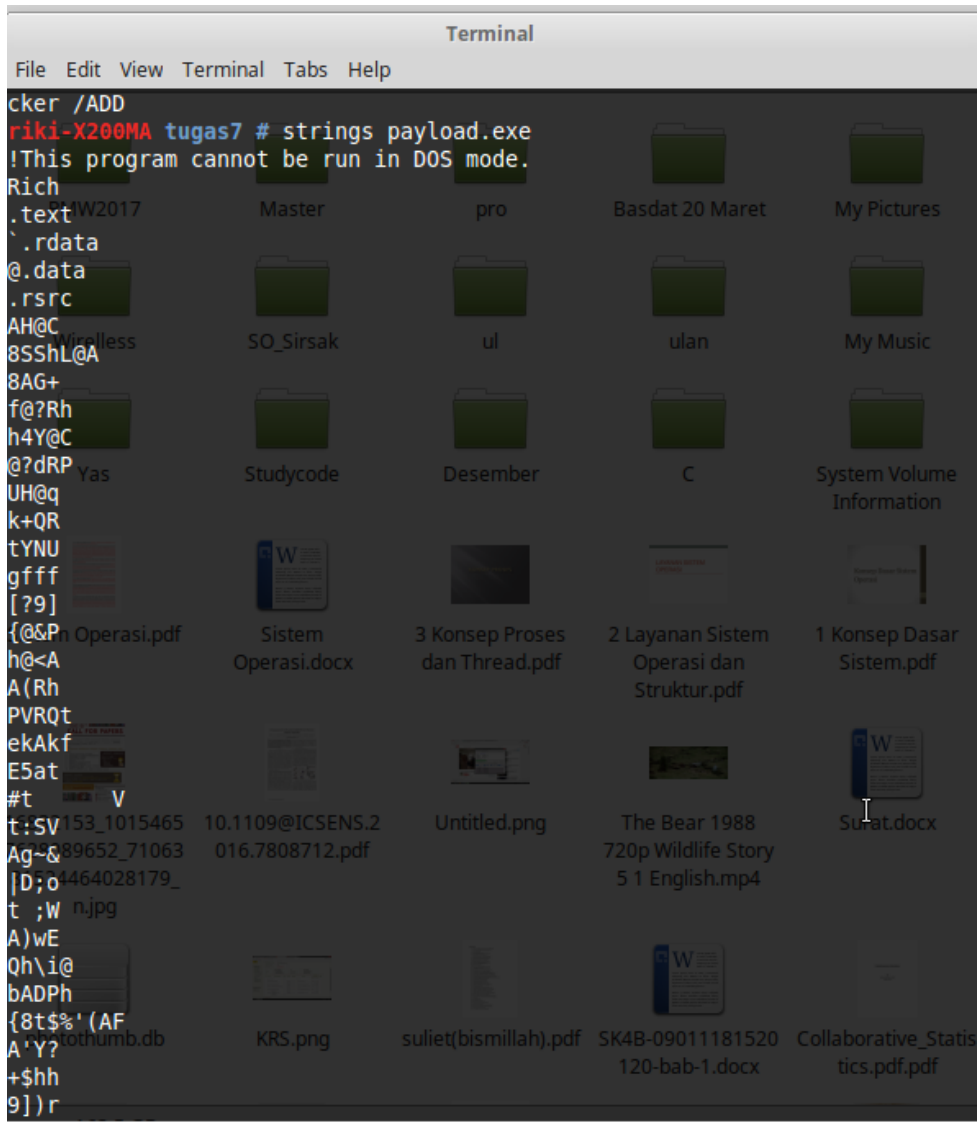 Terminal
File Edit View Terminal Tabs Help
cker /ADD
riki-X200MA tugas7 # strings payload.exe
!This program cannot be run in DOS mode.
Rich
.text
`.rdata
@.data
.rsrc
AH@C
8SShL@A
8AG+
f@?Rh
h4Y@C
@?dRP
UH@q
k+QR
tYNU
gfff
[?9]
{@&P
h@<A
A(Rh
PVRQt
ekAkf
E5at
#t V
t:SV
Ag~&
|D;o
t ;W
A)wE
Qh\i@
bADPh
{8t$%'(AF
A'Y?
+$hh
9])r
MW2017
Master
pro
Basdat 20 Maret
My Pictures
SO_Sirsak
ul
ulan
My Music
Yas
Studycode
Desember
C
System Volume
Information
Operasi.pdf
Sistem
Operasi.docx
3 Konsep Proses
dan Thread.pdf
2 Layanan Sistem
Operasi dan
Struktur.pdf
1 Konsep Dasar
Sistem.pdf
153_1015465
089652_71063
4464028179_
n.jpg
10.1109@ICSENS.2
016.7808712.pdf
Untitled.png
The Bear 1988
720p Wildlife Story
5 1 English.mp4
Surat.docx
KRS.png
suliet(bismillah).pdf
SK4B-09011181520
120-bab-1.docx
Collaborative_Statis
tics.pdf.pdf